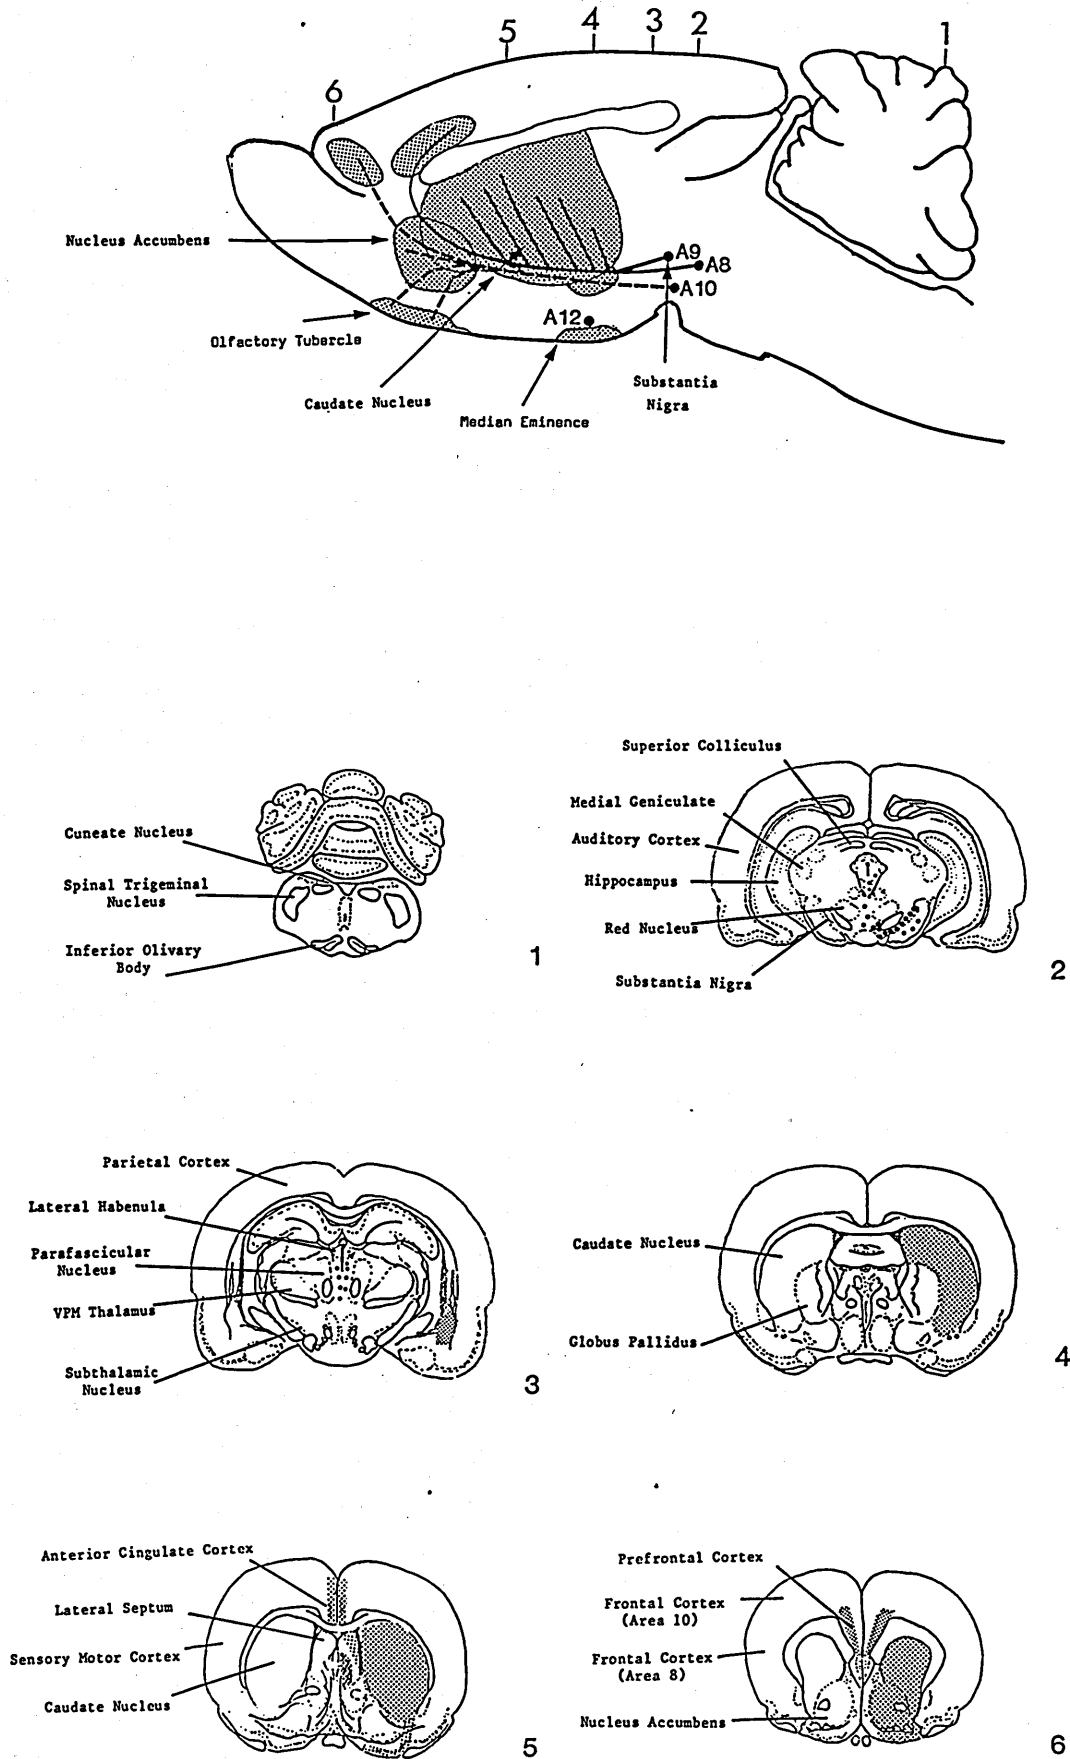 6
5
4
3
2
1
Nucleus Accumbens
A9
A8
A10
A12
Olfactory Tubercle
Caudate Nucleus
Median Eminence
Substantia
Nigra
Cuneate Nucleus
Spinal Trigeminal
Nucleus
Inferior Olivary
Body
1
Superior Colliculus
Medial Geniculate
Auditory Cortex
Hippocampus
Red Nucleus
Substantia Nigra
2
Parietal Cortex
Lateral Habenula
Parafascicular
Nucleus
VPM Thalamus
Subthalamic
Nucleus
3
Caudate Nucleus
Globus Pallidus
4
Anterior Cingulate Cortex
Lateral Septum
Sensory Motor Cortex
Caudate Nucleus
5
Prefrontal Cortex
Frontal Cortex
(Area 10)
Frontal Cortex
(Area 8)
Nucleus Accumbens
6